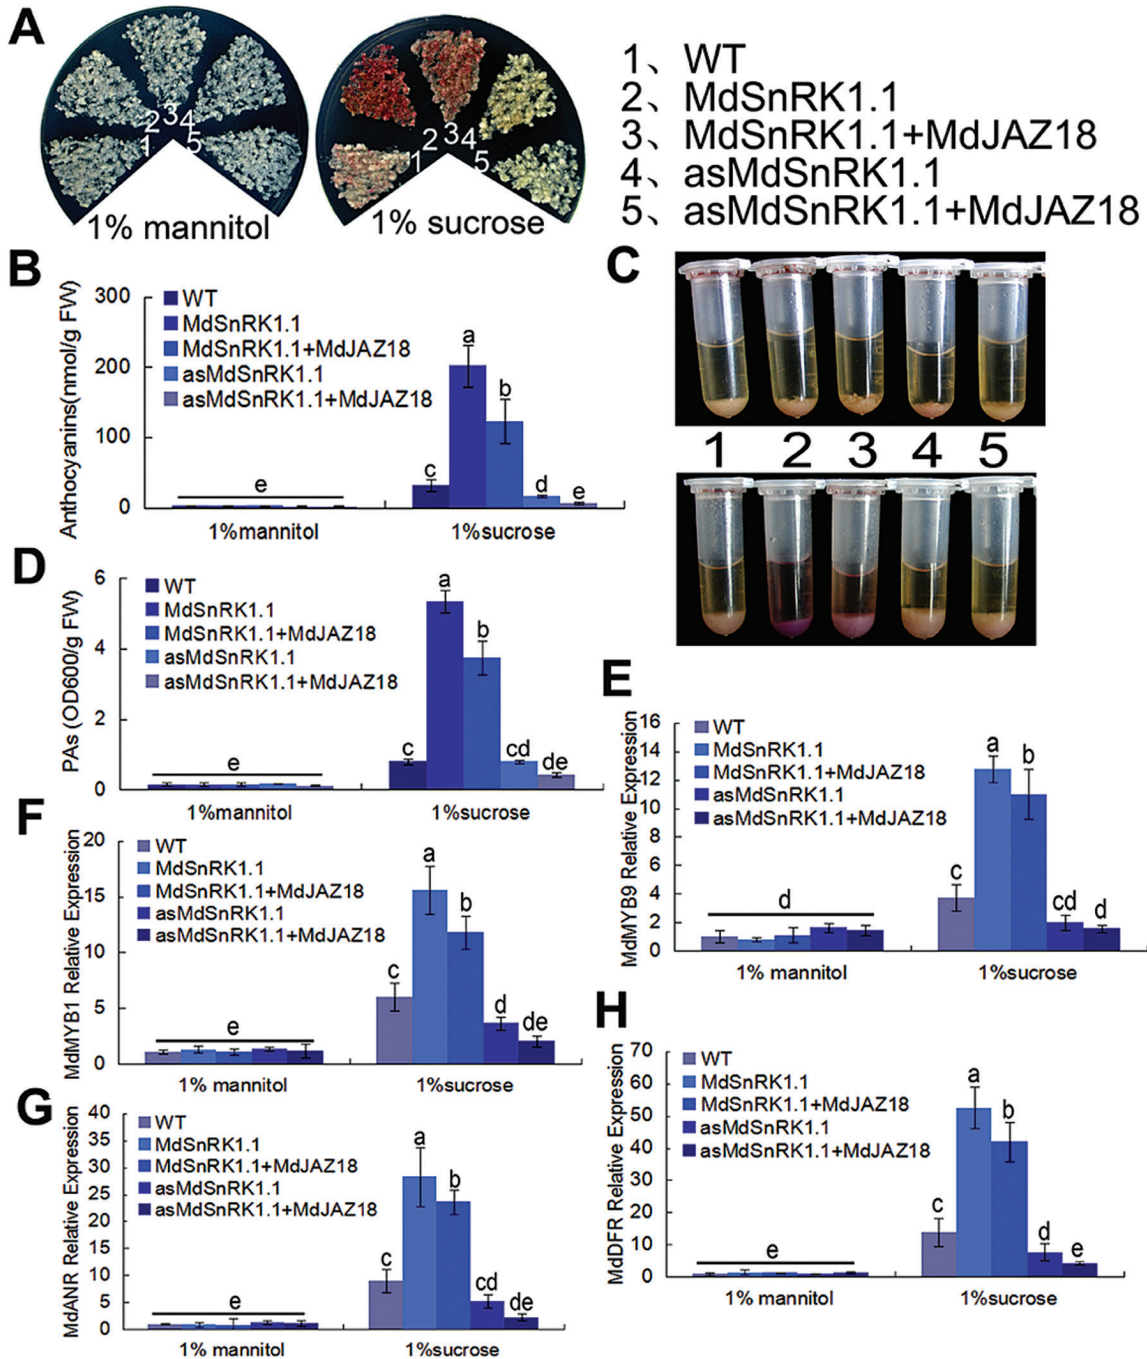 A
1
2
3
4
5
1% mannitol
1
2
3
4
5
1% sucrose
1、WT
2、MdSnRK1.1
3、MdSnRK1.1+MdJAZ18
4、asMdSnRK1.1
5、asMdSnRK1.1+MdJAZ18
B
Anthocyanins(nmol/g FW)
300
200
100
0
WT
MdSnRK1.1
MdSnRK1.1+MdJAZ18
asMdSnRK1.1
asMdSnRK1.1+MdJAZ18
e
c
a
b
d
e
1%mannitol
1%sucrose
C
1 2 3 4 5
D
PAs (OD600/g FW)
6
4
2
0
WT
MdSnRK1.1
MdSnRK1.1+MdJAZ18
asMdSnRK1.1
asMdSnRK1.1+MdJAZ18
e
c
a
b
cd
de
1%mannitol
1%sucrose
E
MdMYB9 Relative Expression
16
14
12
10
8
6
4
2
0
WT
MdSnRK1.1
MdSnRK1.1+MdJAZ18
asMdSnRK1.1
asMdSnRK1.1+MdJAZ18
d
c
a
b
cd
d
1% mannitol
1%sucrose
F
MdMYB1 Relative Expression
20
15
10
5
0
WT
MdSnRK1.1
MdSnRK1.1+MdJAZ18
asMdSnRK1.1
asMdSnRK1.1+MdJAZ18
e
c
a
b
d
de
1% mannitol
1%sucrose
G
MdANR Relative Expression
40
35
30
25
20
15
10
5
0
WT
MdSnRK1.1
MdSnRK1.1+MdJAZ18
asMdSnRK1.1
asMdSnRK1.1+MdJAZ18
e
c
a
b
cd
de
1% mannitol
1%sucrose
H
MdDFR Relative Expression
70
60
50
40
30
20
10
0
WT
MdSnRK1.1
MdSnRK1.1+MdJAZ18
asMdSnRK1.1
asMdSnRK1.1+MdJAZ18
e
c
a
b
d
e
1% mannitol
1%sucrose